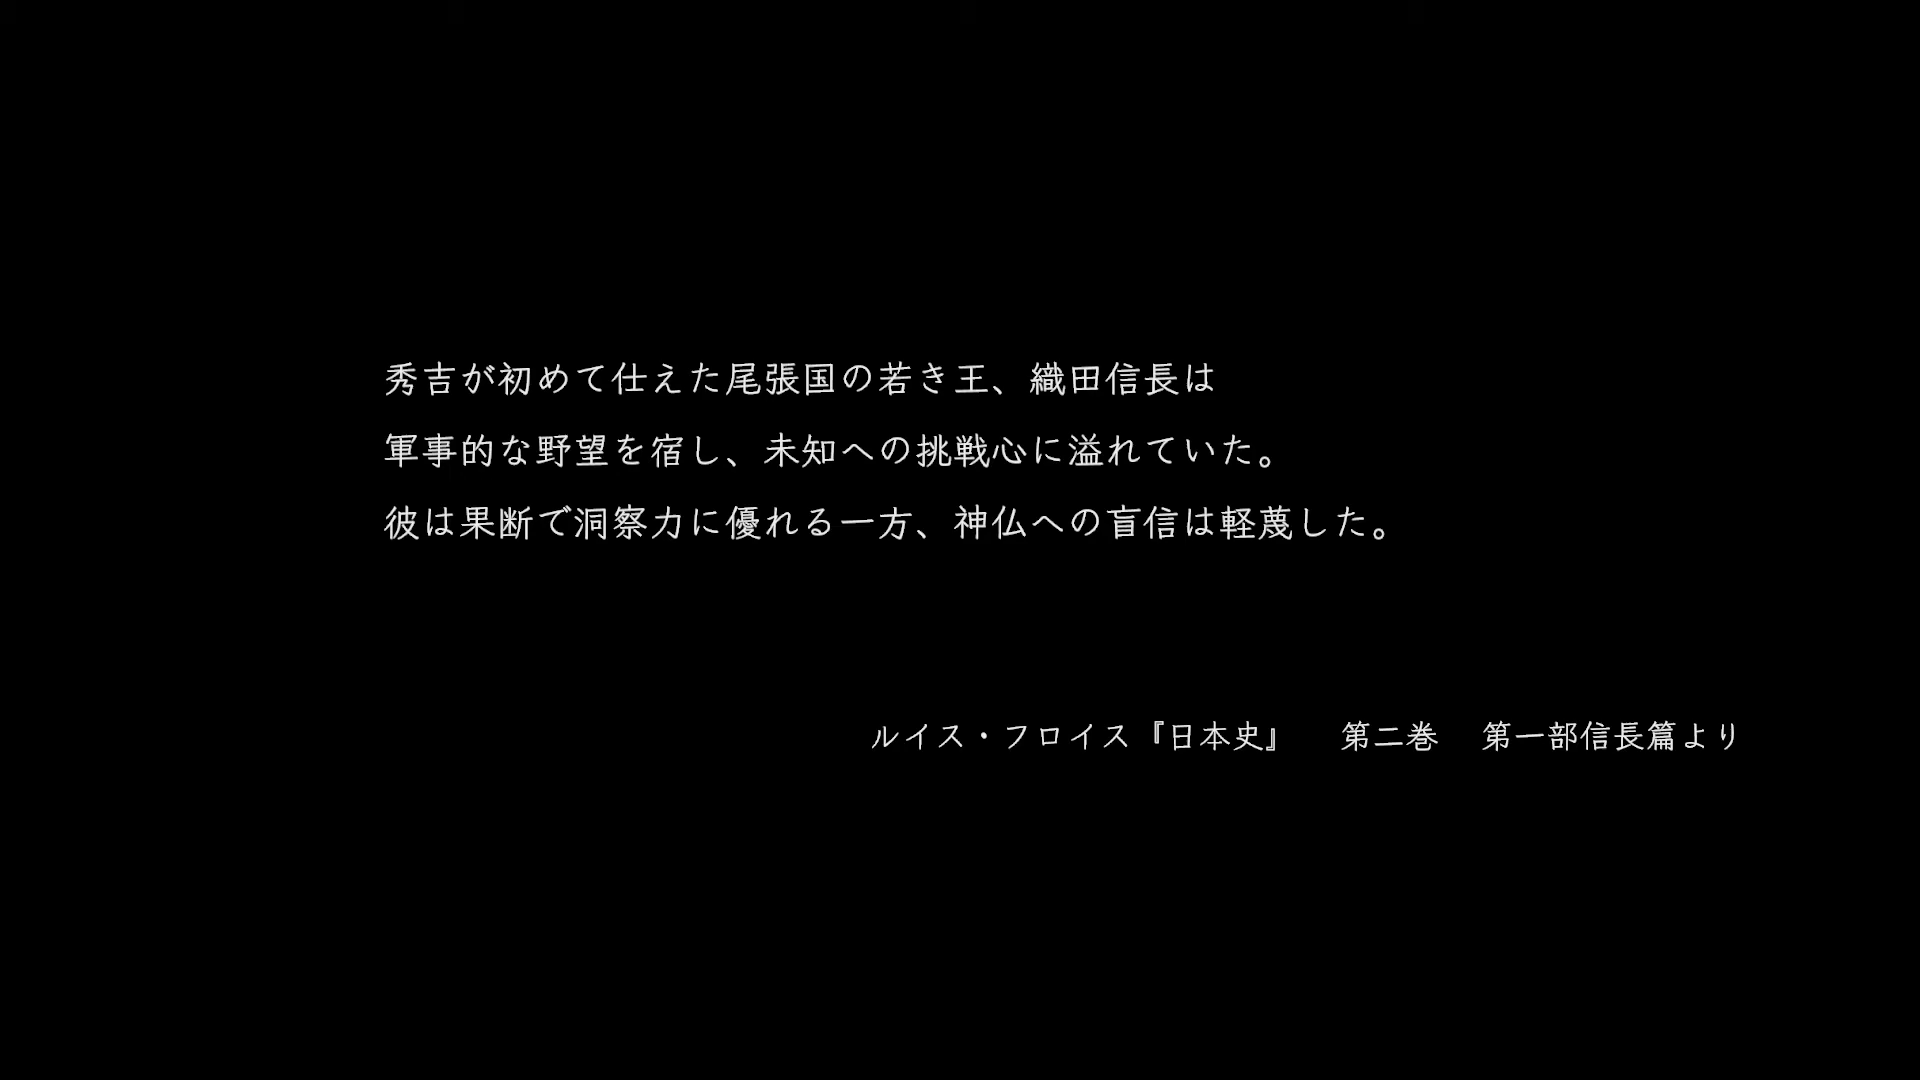 秀吉が初めて仕えた尾張国の若き王、織田信長は
軍事的な野望を宿し、未知への挑戦心に溢れていた。
彼は果断で洞察力に優れる一方、神仏への盲信は軽蔑した。
ルイス・フロイス『日本史』　第二巻　第一部信長篇より